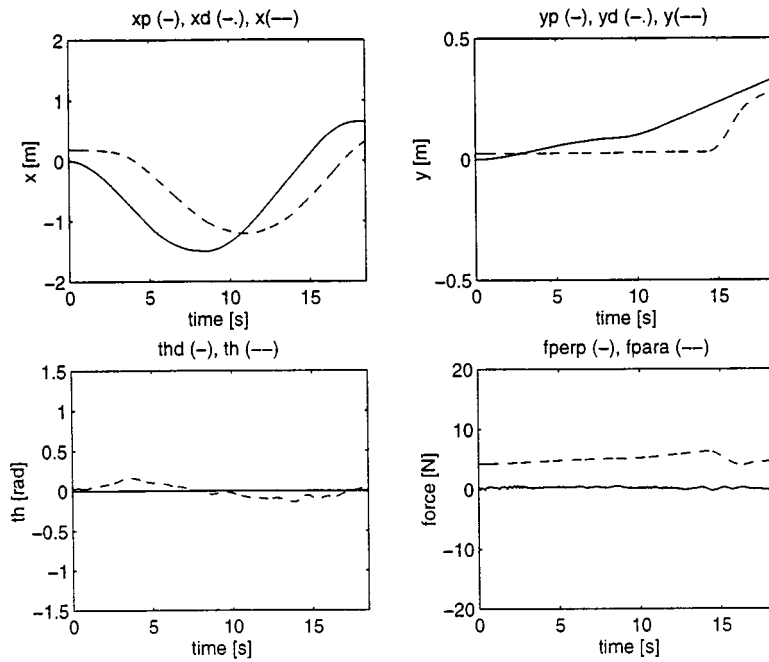 xp (–), xd (–.), x(––)
yp (–), yd (–.), y(––)
2
1
0
−1
−2
x [m]
0 5 10 15
time [s]
0.5
0
−0.5
y [m]
0 5 10 15
time [s]
thd (–), th (––)
fperp (–), fpara (––)
1.5
1
0.5
0
−0.5
−1
−1.5
th [rad]
0 5 10 15
time [s]
20
10
0
−10
−20
force [N]
0 5 10 15
time [s]